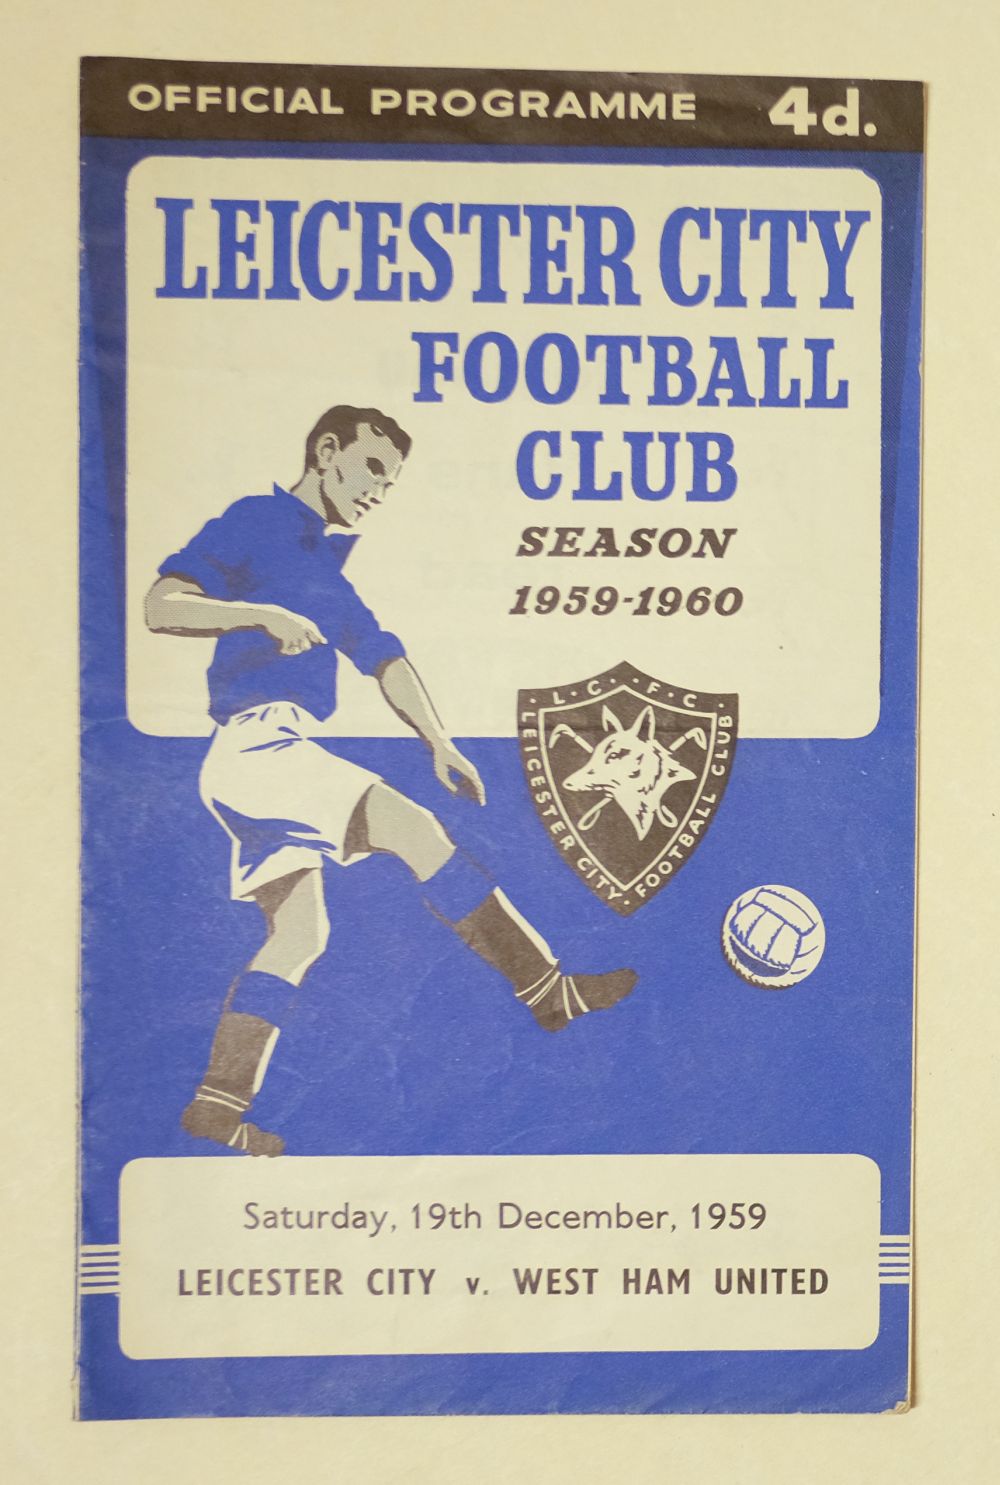 OFFICIAL PROGRAMME 4d.
LEICESTER CITY
FOOTBALL
CLUB
SEASON
1959-1960
L·C·F·C
LEICESTER CITY · FOOTBALL CLUB
Saturday, 19th December, 1959
LEICESTER CITY v. WEST HAM UNITED